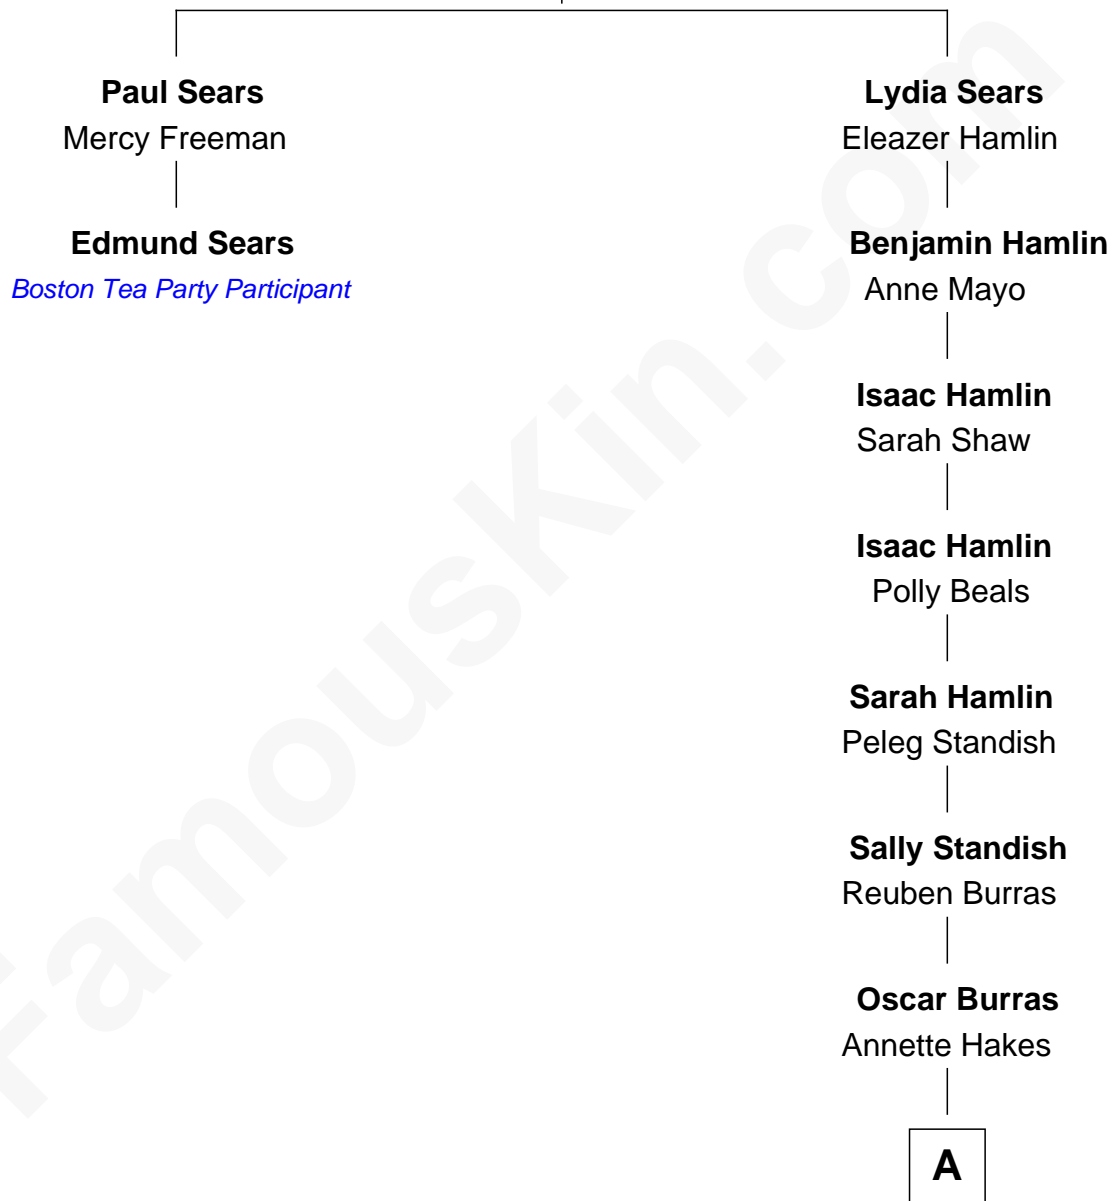 Paul Sears
Mercy Freeman
Edmund Sears
Boston Tea Party Participant
Lydia Sears
Eleazer Hamlin
Benjamin Hamlin
Anne Mayo
Isaac Hamlin
Sarah Shaw
Isaac Hamlin
Polly Beals
Sarah Hamlin
Peleg Standish
Sally Standish
Reuben Burras
Oscar Burras
Annette Hakes
A
FamousKin.com